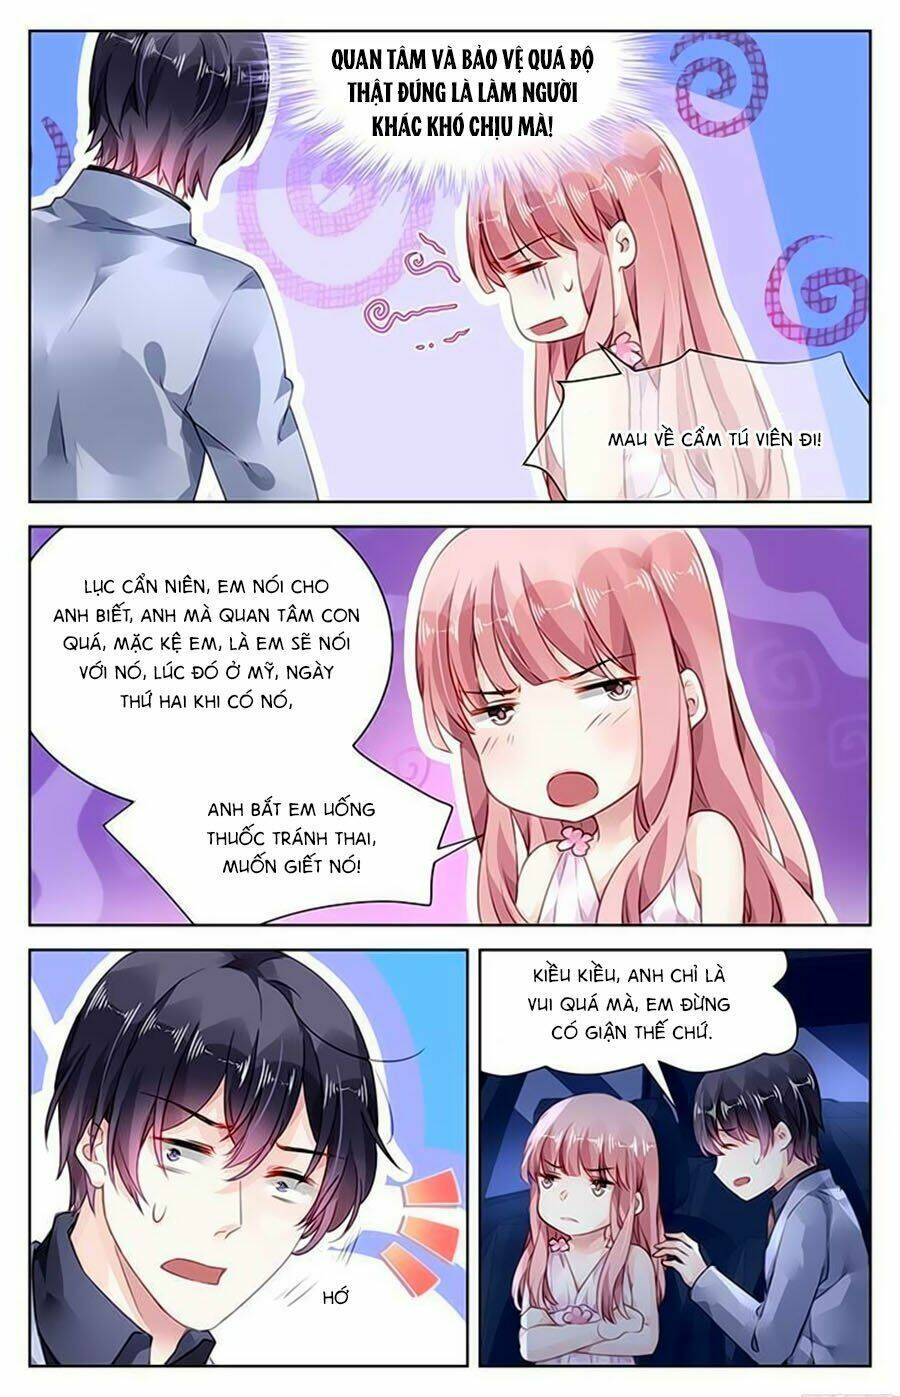 QUAN TÂM VÀ BẢO VỆ QUÁ ĐỘ
THẬT ĐÚNG LÀ LÀM NGƯỜI
KHÁC KHÓ CHỊU MÀ!
MAU VỀ CẨM TÚ VIÊN ĐI!
LỤC CẨN NIÊN, EM NÓI CHO
ANH BIẾT, ANH MÀ QUAN TÂM CON
QUÁ, MẶC KỆ EM, LÀ EM SẼ NÓI
VỚI NÓ, LÚC ĐÓ Ở MỸ, NGÀY
THỨ HAI KHI CÓ NÓ,
ANH BẮT EM UỐNG
THUỐC TRÁNH THAI,
MUỐN GIẾT NÓ!
HỚ
KIỀU KIỀU, ANH CHỈ LÀ
VUI QUÁ MÀ, EM ĐỪNG
CÓ GIẬN THẾ CHỨ.